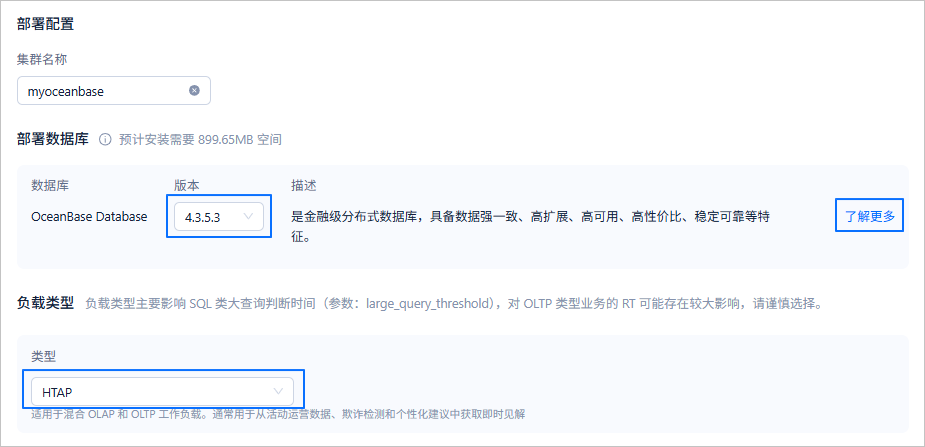 部署配置
集群名称
myoceanbase
部署数据库 预计安装需要 899.65MB 空间
数据库 版本 描述
OceanBase Database 4.3.5.3 是金融级分布式数据库，具备数据强一致、高扩展、高可用、高性价比、稳定可靠等特 了解更多
征。
负载类型 负载类型主要影响 SQL 类大查询判断时间（参数：large_query_threshold），对 OLTP 类型业务的 RT 可能存在较大影响，请谨慎选择。
类型
HTAP
适用于混合 OLAP 和 OLTP 工作负载。通常用于从活动运营数据、欺诈检测和个性化建议中获取即时见解